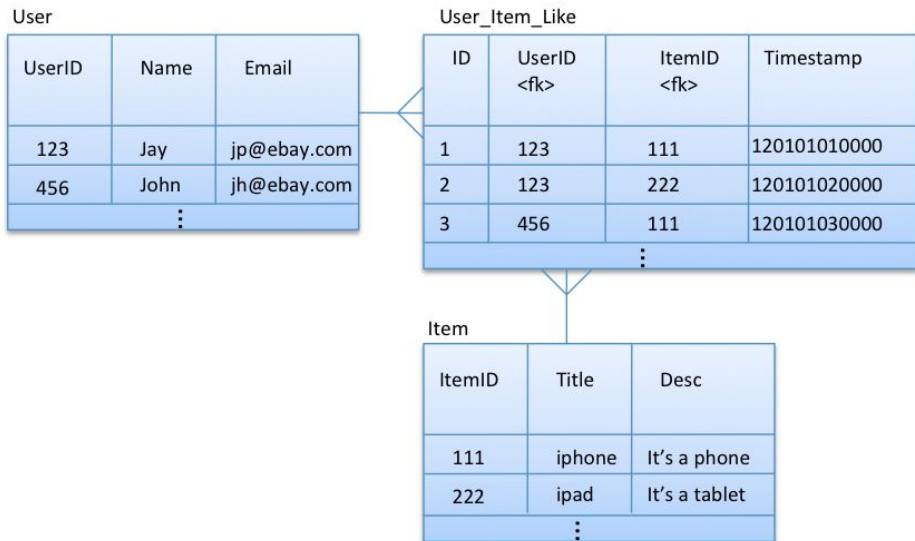 User
UserID Name Email
123 Jay jp@ebay.com
456 John jh@ebay.com
⋮
User_Item_Like
ID UserID <fk> ItemID <fk> Timestamp
1 123 111 120101010000
2 123 222 120101020000
3 456 111 120101030000
⋮
Item
ItemID Title Desc
111 iphone It's a phone
222 ipad It's a tablet
⋮